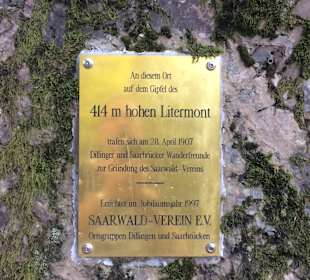 An diesem Ort
auf dem Gipfel des
414 m hohen Litermont
trafen sich am 28. April 1907
Dillinger und Saarbrücker Wanderfreunde
zur Gründung des Saarwald-Vereins
Errichtet im Jubiläumsjahr 1997
SAARWALD-VEREIN E.V.
Ortsgruppen Dillingen und Saarbrücken